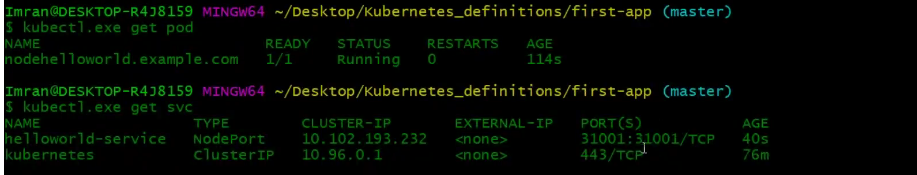 Imran@DESKTOP-R4J8159 MINGW64 ~/Desktop/Kubernetes_definitions/first-app (master)
$ kubectl.exe get pod
NAME READY STATUS RESTARTS AGE
nodehelloworld.example.com 1/1 Running 0 114s
Imran@DESKTOP-R4J8159 MINGW64 ~/Desktop/Kubernetes_definitions/first-app (master)
$ kubectl.exe get svc
NAME TYPE CLUSTER-IP EXTERNAL-IP PORT(S) AGE
helloworld-service NodePort 10.102.193.232 <none> 31001:31001/TCP 40s
kubernetes ClusterIP 10.96.0.1 <none> 443/TCP 76m